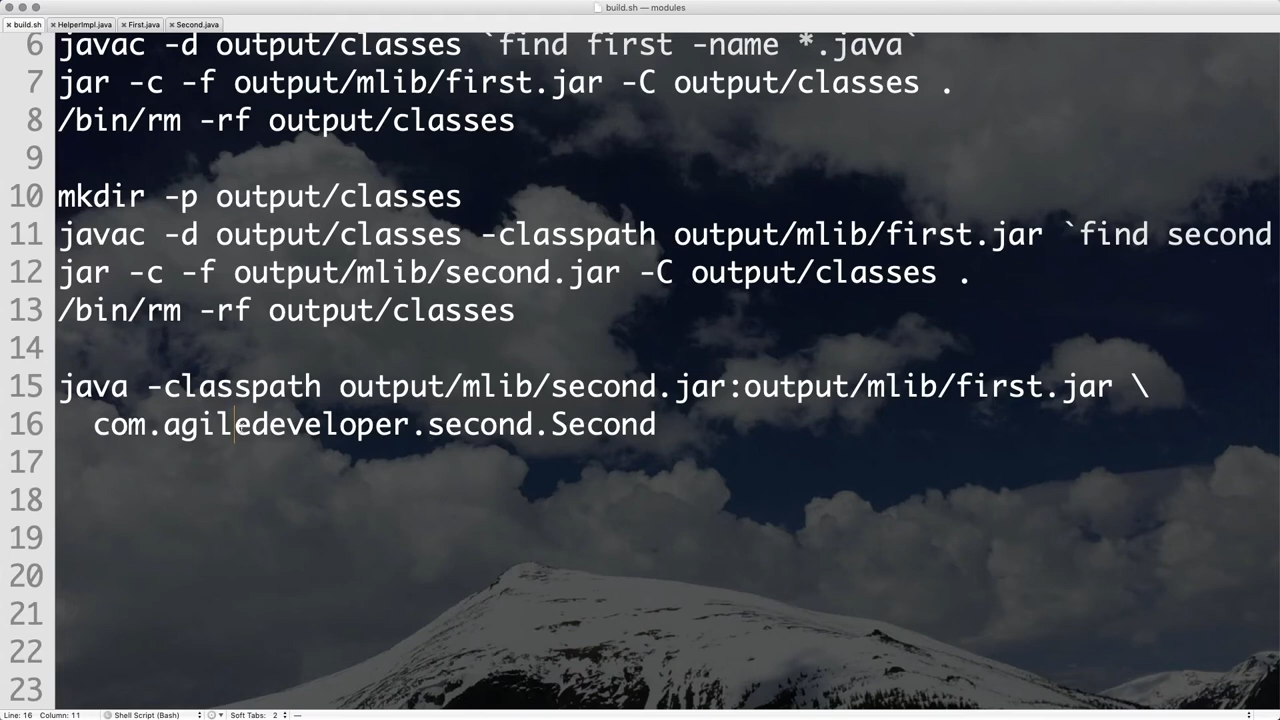 build.sh — modules
build.sh HelperImpl.java First.java Second.java
6 javac -d output/classes `find first -name *.java`
7 jar -c -f output/mlib/first.jar -C output/classes .
8 /bin/rm -rf output/classes
9
10 mkdir -p output/classes
11 javac -d output/classes -classpath output/mlib/first.jar `find second
12 jar -c -f output/mlib/second.jar -C output/classes .
13 /bin/rm -rf output/classes
14
15 java -classpath output/mlib/second.jar:output/mlib/first.jar \
16 com.agiledeveloper.second.Second
17
18
19
20
21
22
23
Line: 16 Column: 11 Shell Script (Bash) Soft Tabs: 2 —